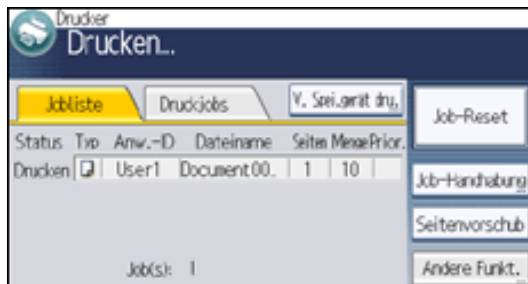 Drucker
Drucken...
Jobliste
Druckjobs
V. Spei.gerät dru.
Job-Reset
Status Typ Anw.-ID Dateiname Seiten Menge Prior.
Drucken User1 Document00.. 1 10
Job-Handhabung
Seitenvorschub
Job(s): 1
Andere Funkt.